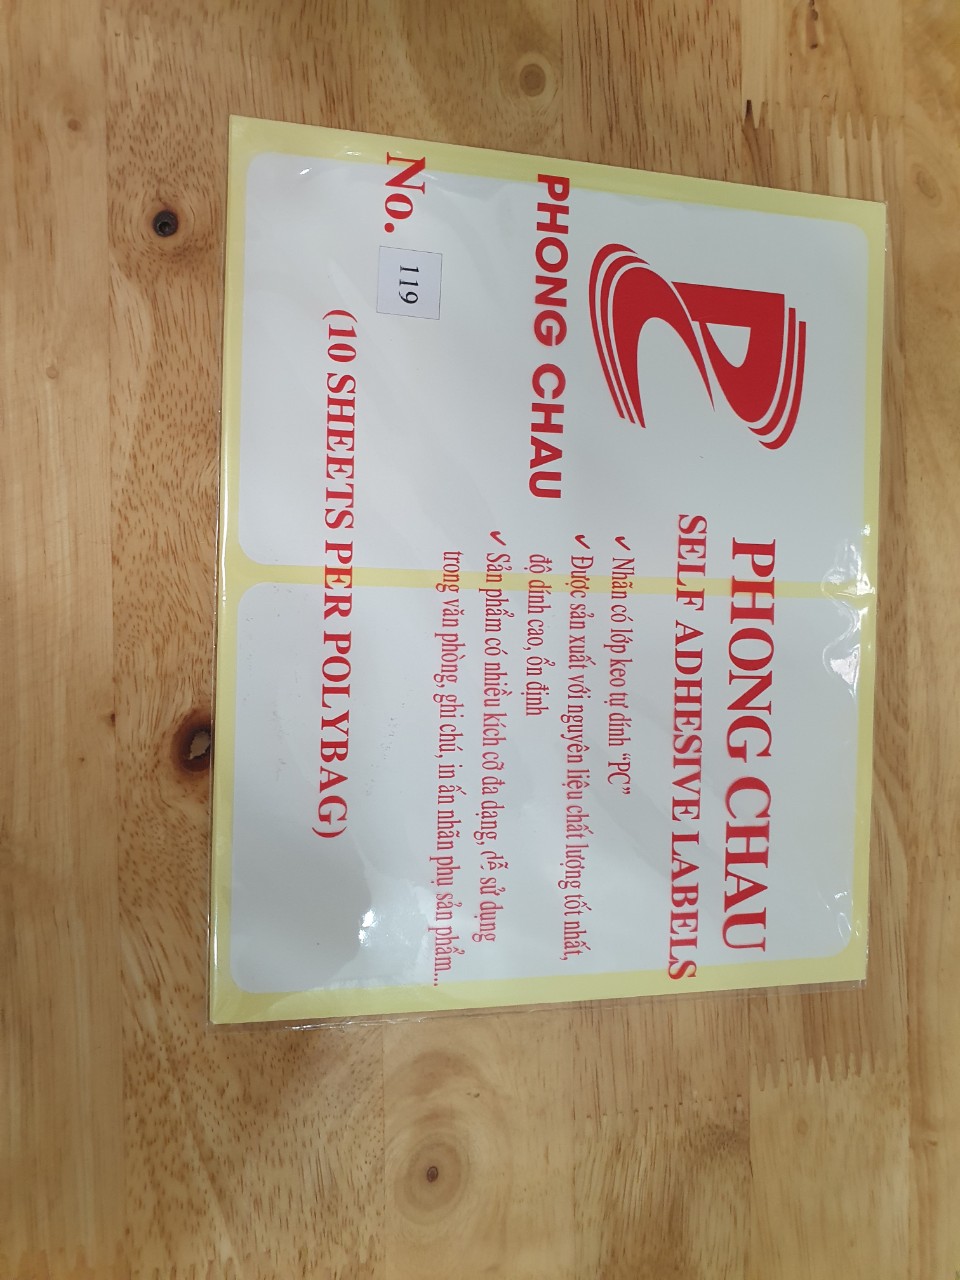 PHONG CHAU
SELF ADHESIVE LABELS
PHONG CHAU
✓ Nhãn có lớp keo tự dính “PC”
✓ Được sản xuất với nguyên liệu chất lượng tốt nhất,
độ dính cao, ổn định
✓ Sản phẩm có nhiều kích cỡ đa dạng, dễ sử dụng
trong văn phòng, ghi chú, in ấn nhãn phụ sản phẩm...
No. 119
(10 SHEETS PER POLYBAG)